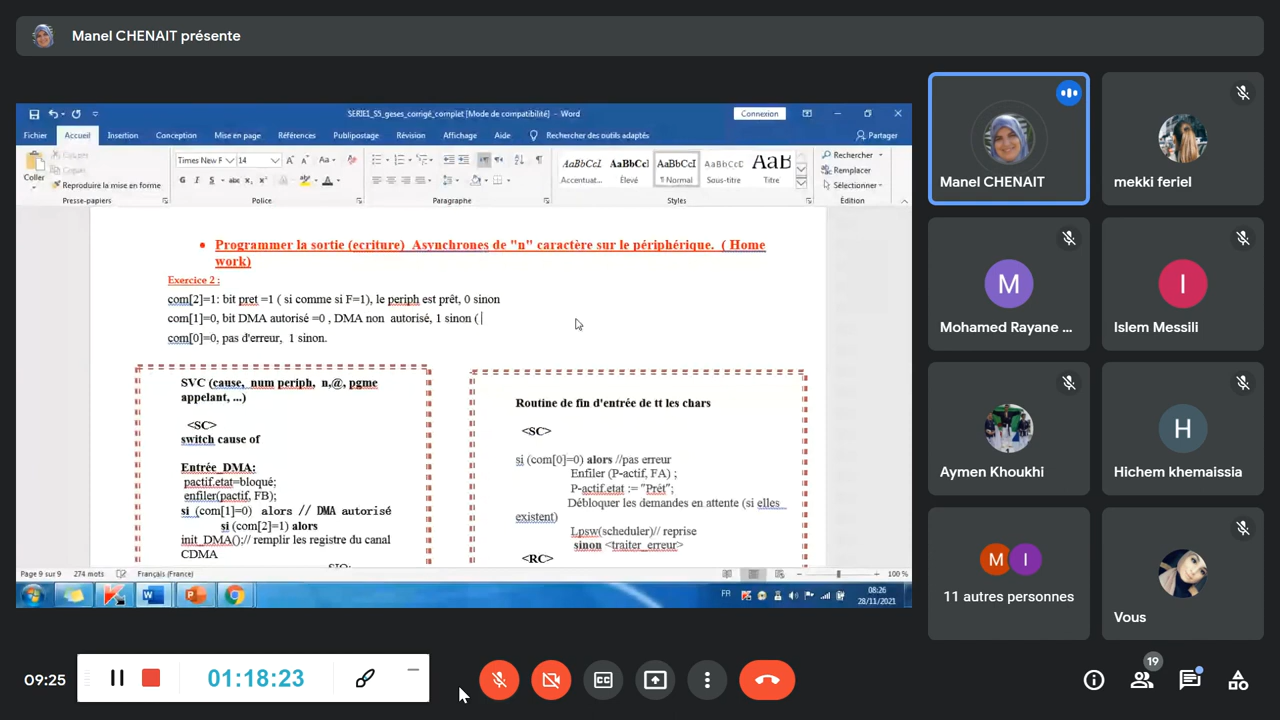 Manel CHENAIT présente
SERIE1_S5_geses_corrigé_complet [Mode de compatibilité] - Word
Connexion
Fichier Accueil Insertion Conception Mise en page Références Publipostage Révision Affichage Aide Rechercher des outils adaptés Partager
Coller
Couper
Copier
Reproduire la mise en forme
Presse-papiers
Times New F 14
Police
Paragraphe
AaBbCcL AaBbCc AaBbCcI AaBbCcD AaB
Accentuat... Élevé ¶ Normal Sous-titre Titre
Styles
Rechercher
Remplacer
Sélectionner
Édition
• Programmer la sortie (ecriture) Asynchrones de "n" caractère sur le périphérique. ( Home
work)
Exercice 2 :
com[2]=1: bit pret =1 ( si comme si F=1), le periph est prêt, 0 sinon
com[1]=0, bit DMA autorisé =0 , DMA non autorisé, 1 sinon (
com[0]=0, pas d'erreur, 1 sinon.
SVC (cause, num periph, n,@, pgme
appelant, ...)
<SC>
switch cause of
Entrée_DMA:
pactif.etat=bloqué;
enfiler(pactif, FB);
si (com[1]=0) alors // DMA autorisé
si (com[2]=1) alors
init_DMA();// remplir les registre du canal
CDMA
SIO;
Routine de fin d'entrée de tt les chars
<SC>
si (com[0]=0) alors //pas erreur
Enfiler (P-actif, FA) ;
P-actif.etat := "Prêt";
Débloquer les demandes en attente (si elles
existent)
Lpsw(scheduler)// reprise
sinon <traiter_erreur>
<RC>
Page 9 sur 9 274 mots Français (France) 100 %
FR
08:26
28/11/2021
Manel CHENAIT
mekki feriel
Mohamed Rayane ...
M
Islem Messili
I
Aymen Khoukhi
Hichem khemaissia
H
M I
11 autres personnes
Vous
09:25
01:18:23
19